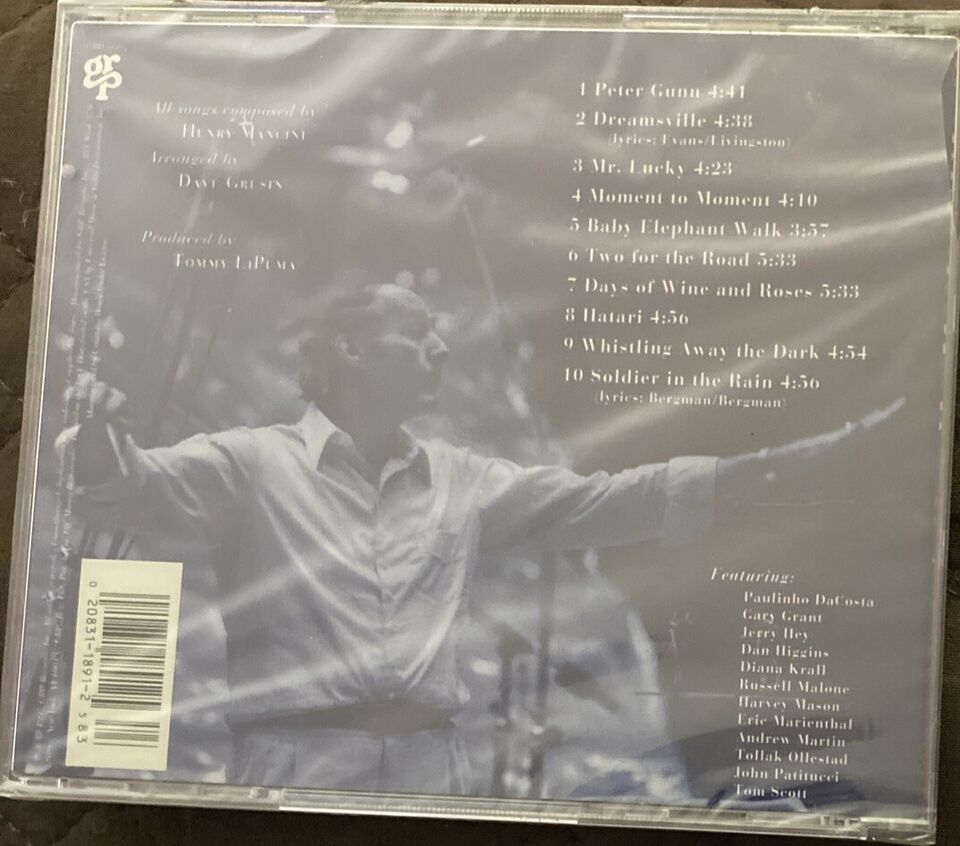 grp
All songs composed by
HENRY MANCINI
Arranged by
DAVE GRUSIN
Produced by
TOMMY LIPUMA
1 Peter Gunn 4:41
2 Dreamsville 4:38
(lyrics: Evans/Livingston)
3 Mr. Lucky 4:23
4 Moment to Moment 4:10
5 Baby Elephant Walk 3:57
6 Two for the Road 5:33
7 Days of Wine and Roses 5:33
8 Hatari 4:56
9 Whistling Away the Dark 4:54
10 Soldier in the Rain 4:56
(lyrics: Bergman/Bergman)
Featuring:
Paulinho DaCosta
Gary Grant
Jerry Hey
Dan Higgins
Diana Krall
Russell Malone
Harvey Mason
Eric Marienthal
Andrew Martin
Tollak Ollestad
John Patitucci
Tom Scott
0 20831-1891-2 583